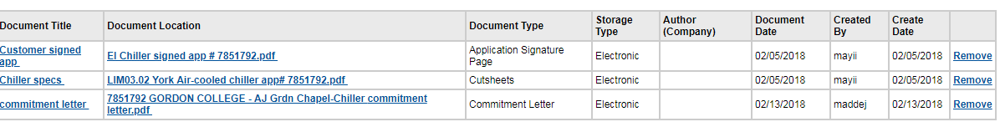 Document Title Document Location Document Type Storage Type Author (Company) Document Date Created By Create Date
Customer signed app EI Chiller signed app # 7851792.pdf Application Signature Page Electronic 02/05/2018 mayii 02/05/2018 Remove
Chiller specs LIM03.02 York Air-cooled chiller app# 7851792.pdf Cutsheets Electronic 02/05/2018 mayii 02/05/2018 Remove
commitment letter 7851792 GORDON COLLEGE - AJ Grdn Chapel-Chiller commitment letter.pdf Commitment Letter Electronic 02/13/2018 maddej 02/13/2018 Remove